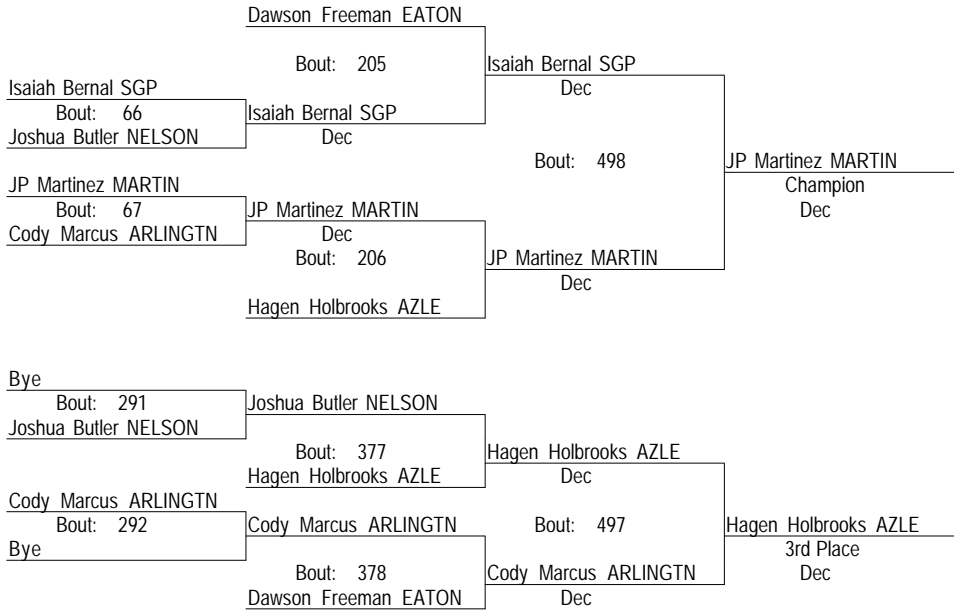 Dawson Freeman EATON
Bout: 205
Isaiah Bernal SGP
Dec
Isaiah Bernal SGP
Bout: 66
Isaiah Bernal SGP
Joshua Butler NELSON
Dec
Bout: 498
JP Martinez MARTIN
JP Martinez MARTIN
Champion
Bout: 67
JP Martinez MARTIN
Dec
Cody Marcus ARLINGTN
Dec
Bout: 206
JP Martinez MARTIN
Dec
Hagen Holbrooks AZLE
Bye
Bout: 291
Joshua Butler NELSON
Joshua Butler NELSON
Bout: 377
Hagen Holbrooks AZLE
Hagen Holbrooks AZLE
Dec
Cody Marcus ARLINGTN
Bout: 292
Cody Marcus ARLINGTN
Bout: 497
Hagen Holbrooks AZLE
Bye
3rd Place
Bout: 378
Cody Marcus ARLINGTN
Dec
Dawson Freeman EATON
Dec